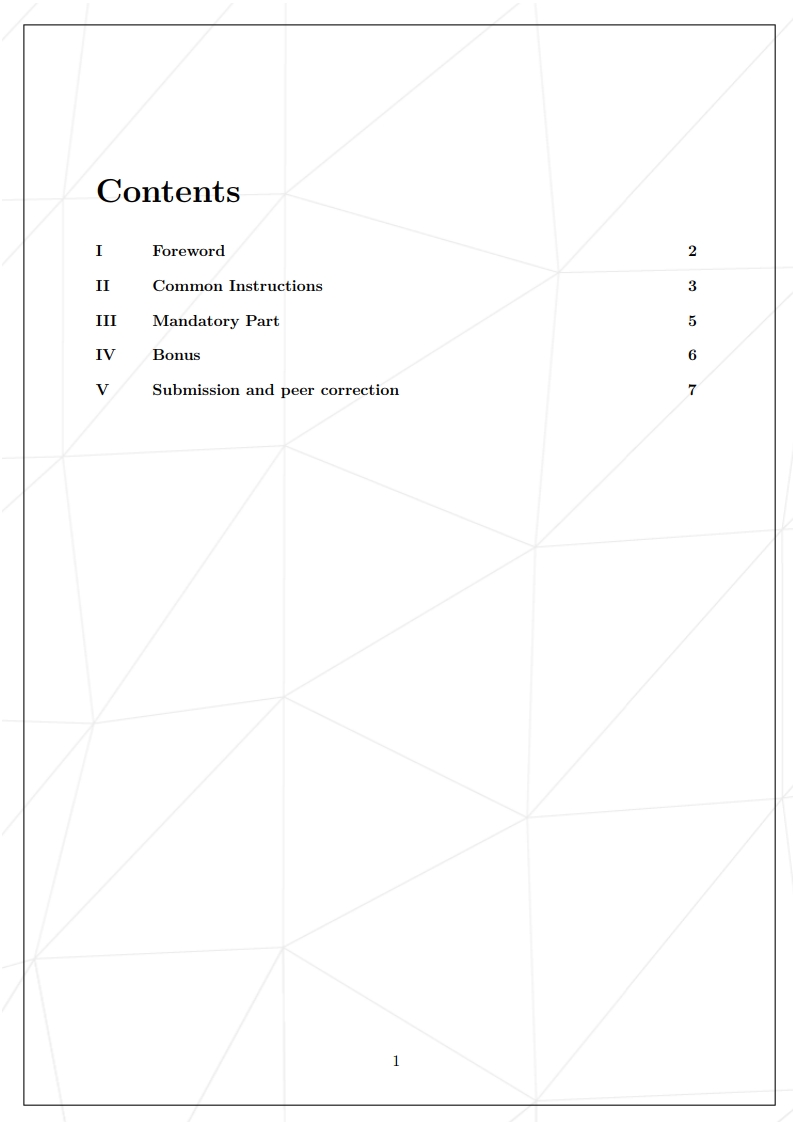 Contents
I Foreword 2
II Common Instructions 3
III Mandatory Part 5
IV Bonus 6
V Submission and peer correction 7
1